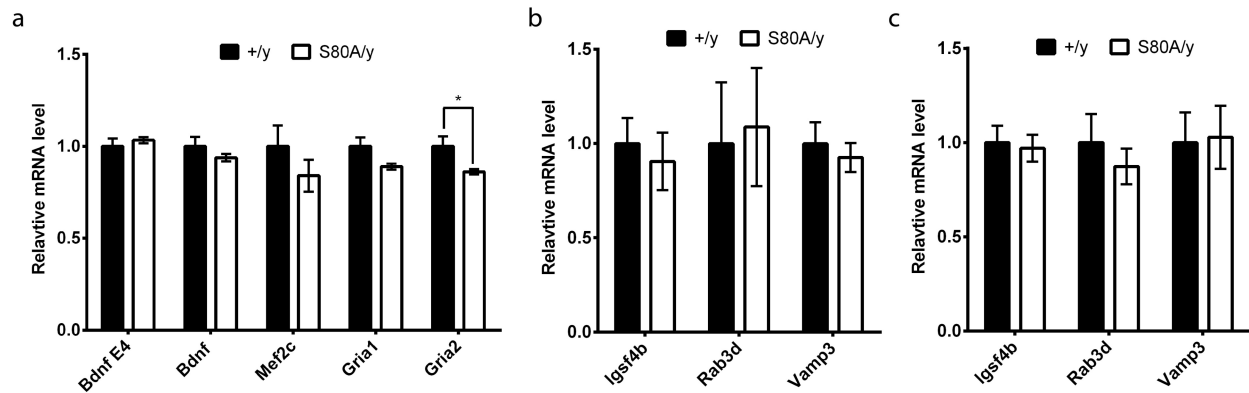 a
+/y S80A/y
Relavtive mRNA level
1.5
1.0
0.5
0.0
*
Bdnf E4
Bdnf
Mef2c
Gria1
Gria2
b
+/y S80A/y
Relavtive mRNA level
1.5
1.0
0.5
0.0
Igsf4b
Rab3d
Vamp3
c
+/y S80A/y
Relavtive mRNA level
1.5
1.0
0.5
0.0
Igsf4b
Rab3d
Vamp3